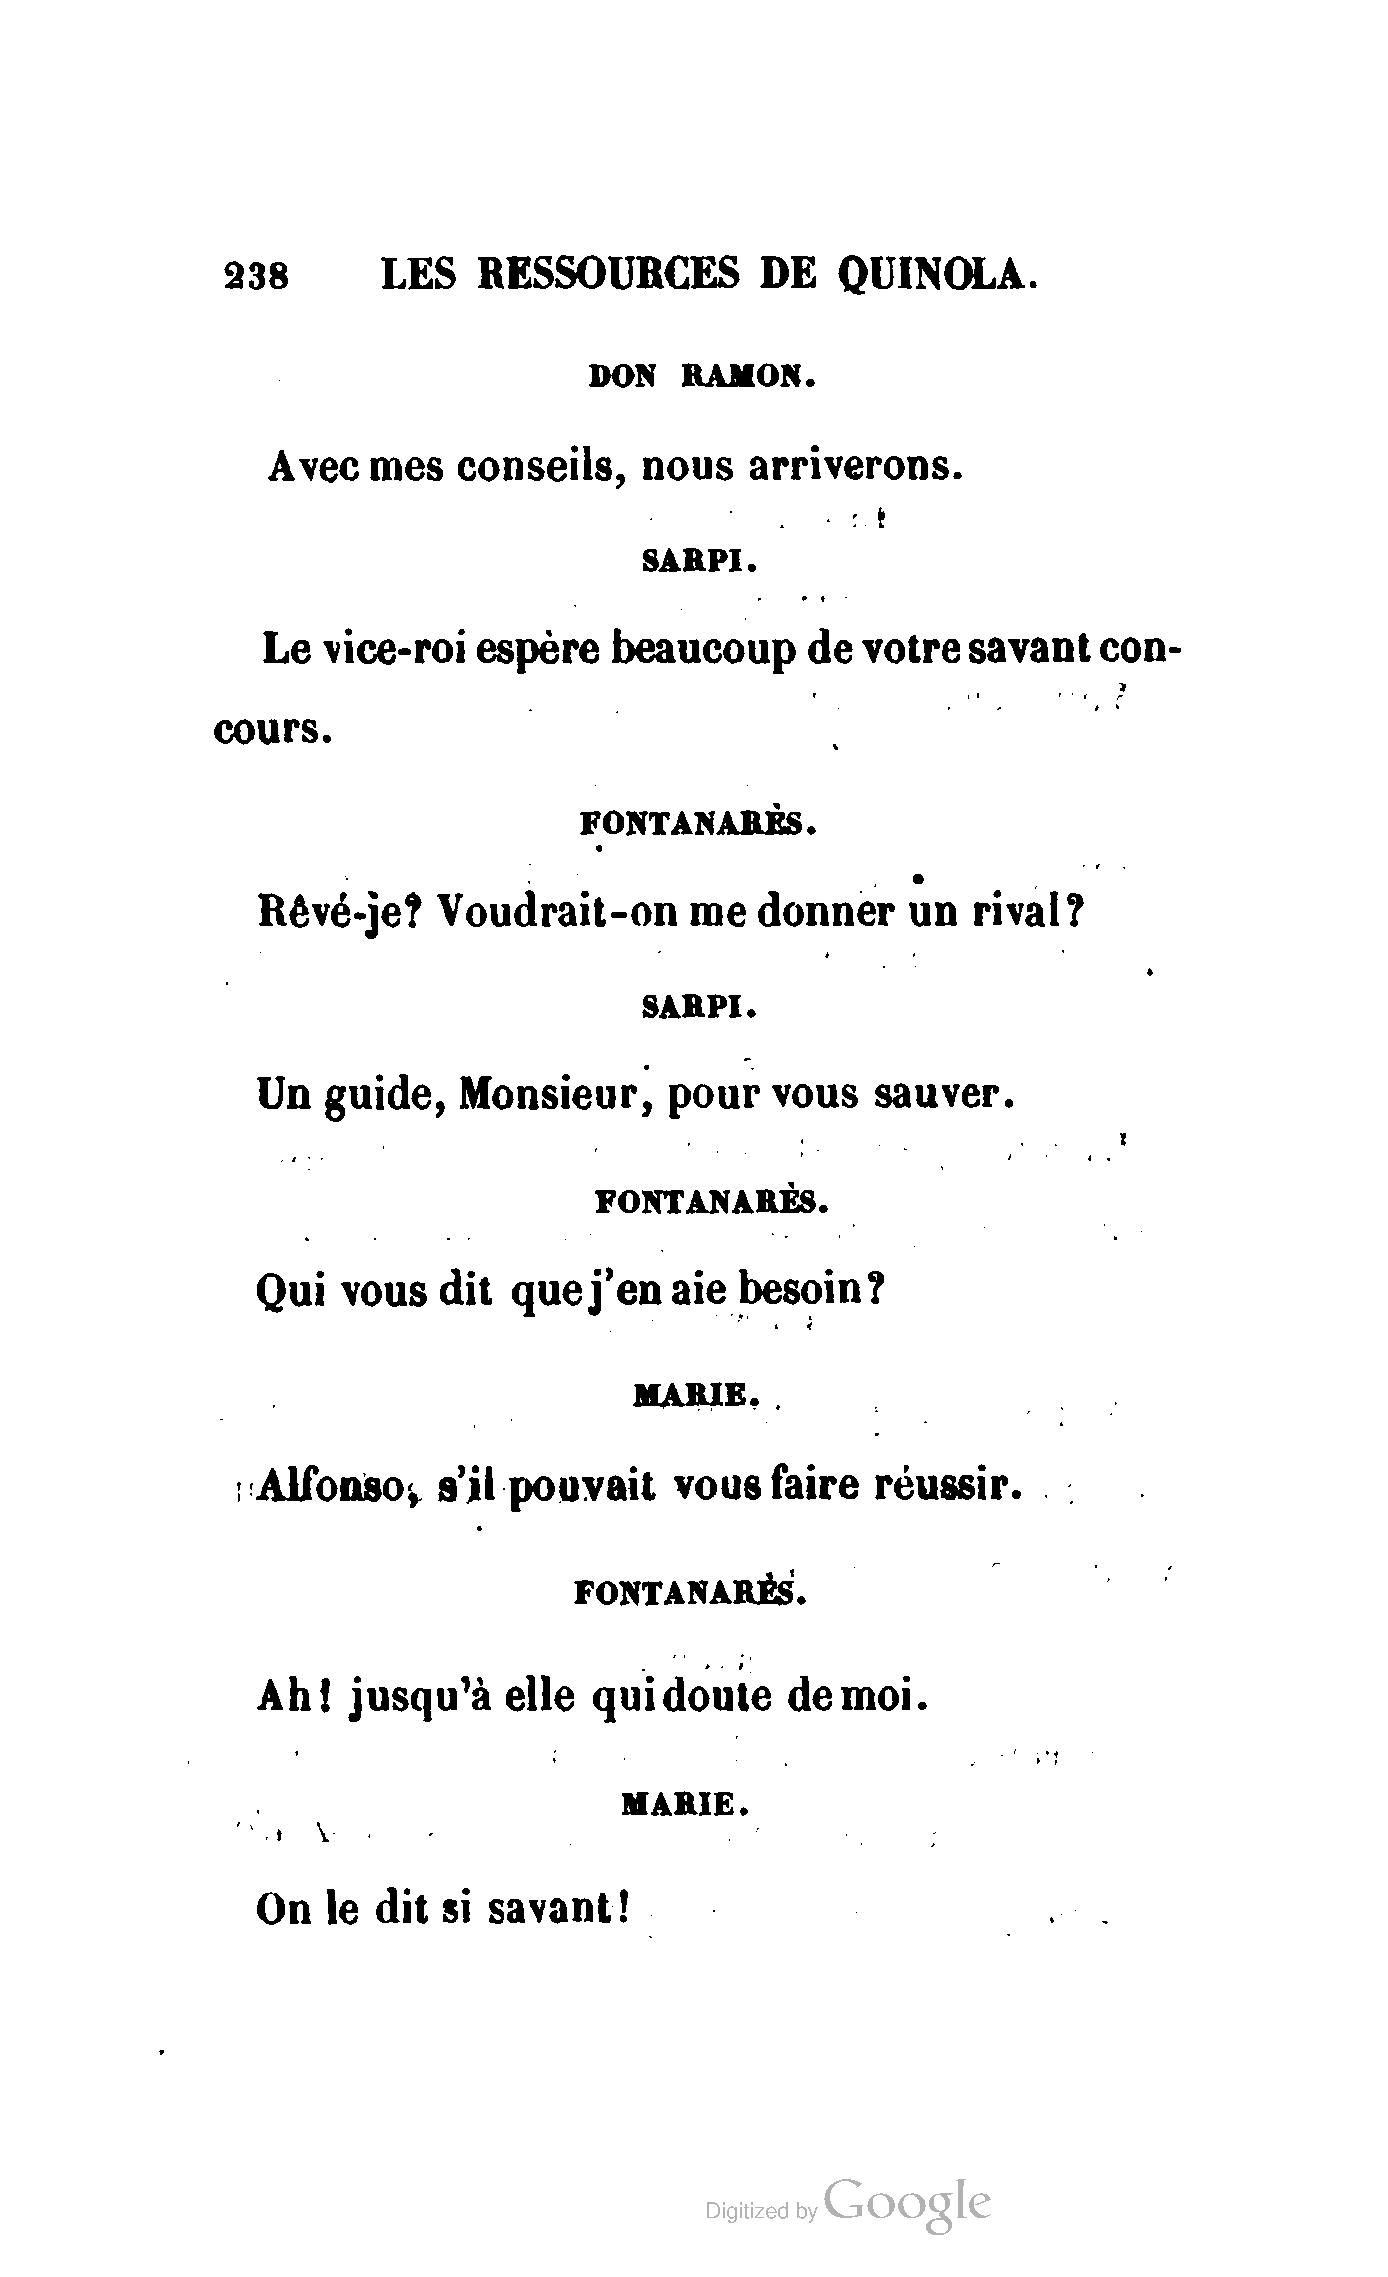 238 LES RESSOURCES DE QUINOLA.
DON RAMON.
Avec mes conseils, nous arriverons.
SARPI.
Le vice-roi espère beaucoup de votre savant con-
cours.
FONTANARÈS.
Rêvé-je? Voudrait-on me donner un rival?
SARPI.
Un guide, Monsieur, pour vous sauver.
FONTANARÈS.
Qui vous dit que j'en aie besoin?
MARIE.
Alfonso, s'il pouvait vous faire réussir.
FONTANARÈS.
Ah! jusqu'à elle qui doute de moi.
MARIE.
On le dit si savant!
Digitized by Google